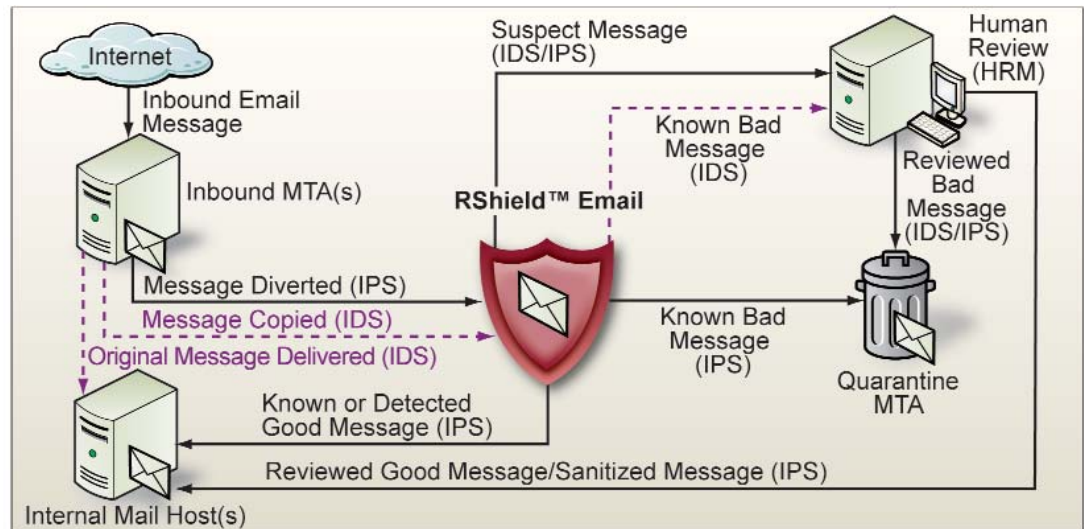 Internet
Inbound Email
Message
Inbound MTA(s)
Suspect Message
(IDS/IPS)
Human
Review
(HRM)
Known Bad
Message
(IDS)
Reviewed
Bad
Message
(IDS/IPS)
RShield™ Email
Message Diverted (IPS)
Message Copied (IDS)
Original Message Delivered (IDS)
Known Bad
Message
(IPS)
Quarantine
MTA
Known or Detected
Good Message (IPS)
Reviewed Good Message/Sanitized Message (IPS)
Internal Mail Host(s)